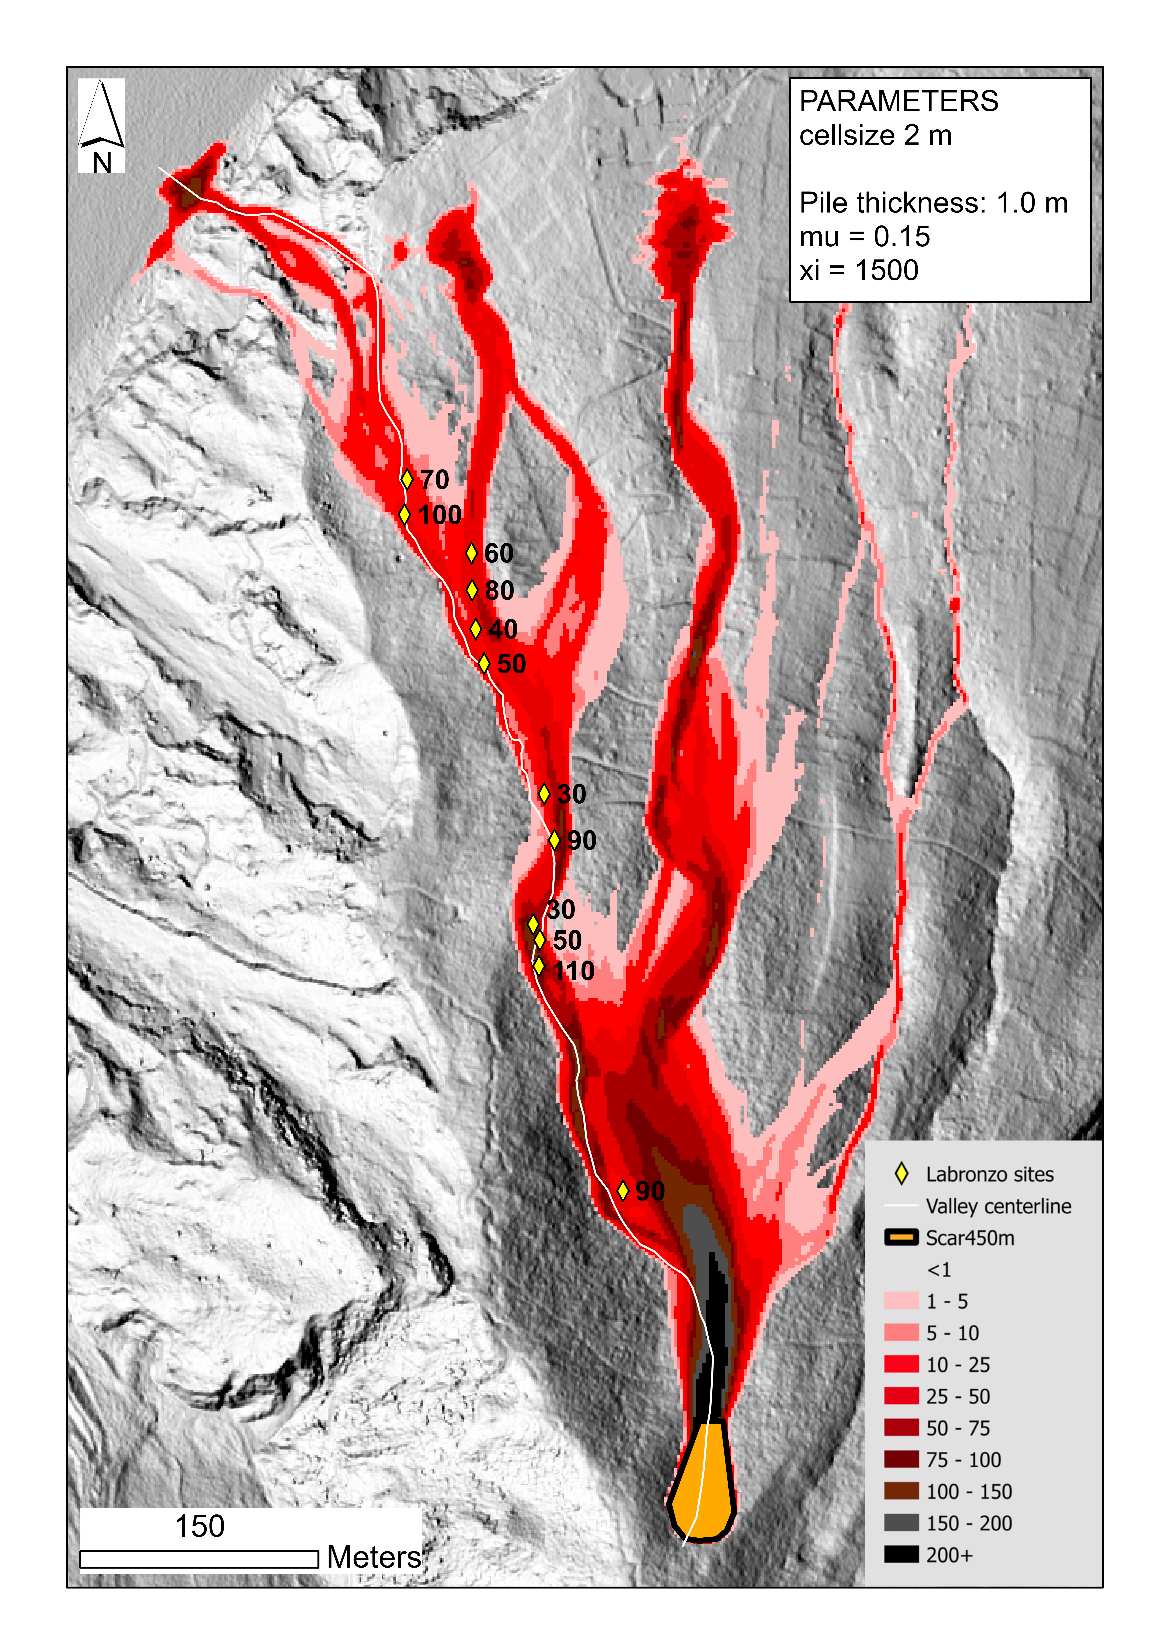 N
PARAMETERS
cellsize 2 m
Pile thickness: 1.0 m
mu = 0.15
xi = 1500
70
100
60
80
40
50
30
90
30
50
110
90
Labronzo sites
Valley centerline
Scar450m
<1
1 - 5
5 - 10
10 - 25
25 - 50
50 - 75
75 - 100
100 - 150
150 - 200
200+
150
Meters